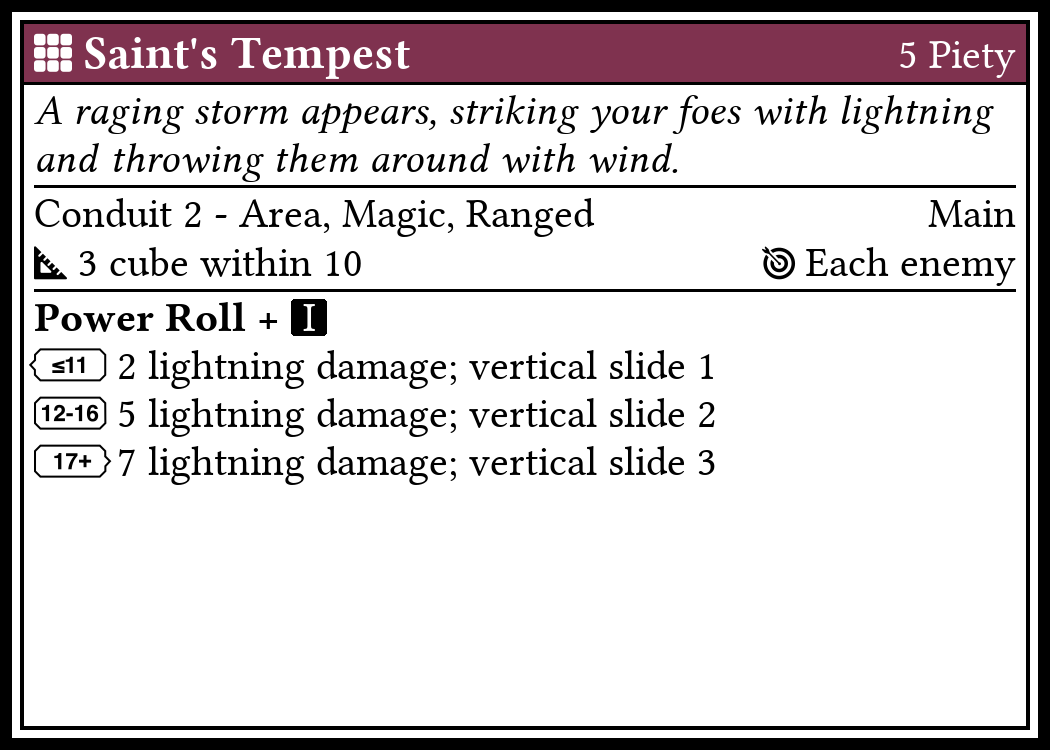 Saint's Tempest 5 Piety
A raging storm appears, striking your foes with lightning
and throwing them around with wind.
Conduit 2 - Area, Magic, Ranged Main
3 cube within 10 Each enemy
Power Roll + I
≤11 2 lightning damage; vertical slide 1
12-16 5 lightning damage; vertical slide 2
17+ 7 lightning damage; vertical slide 3